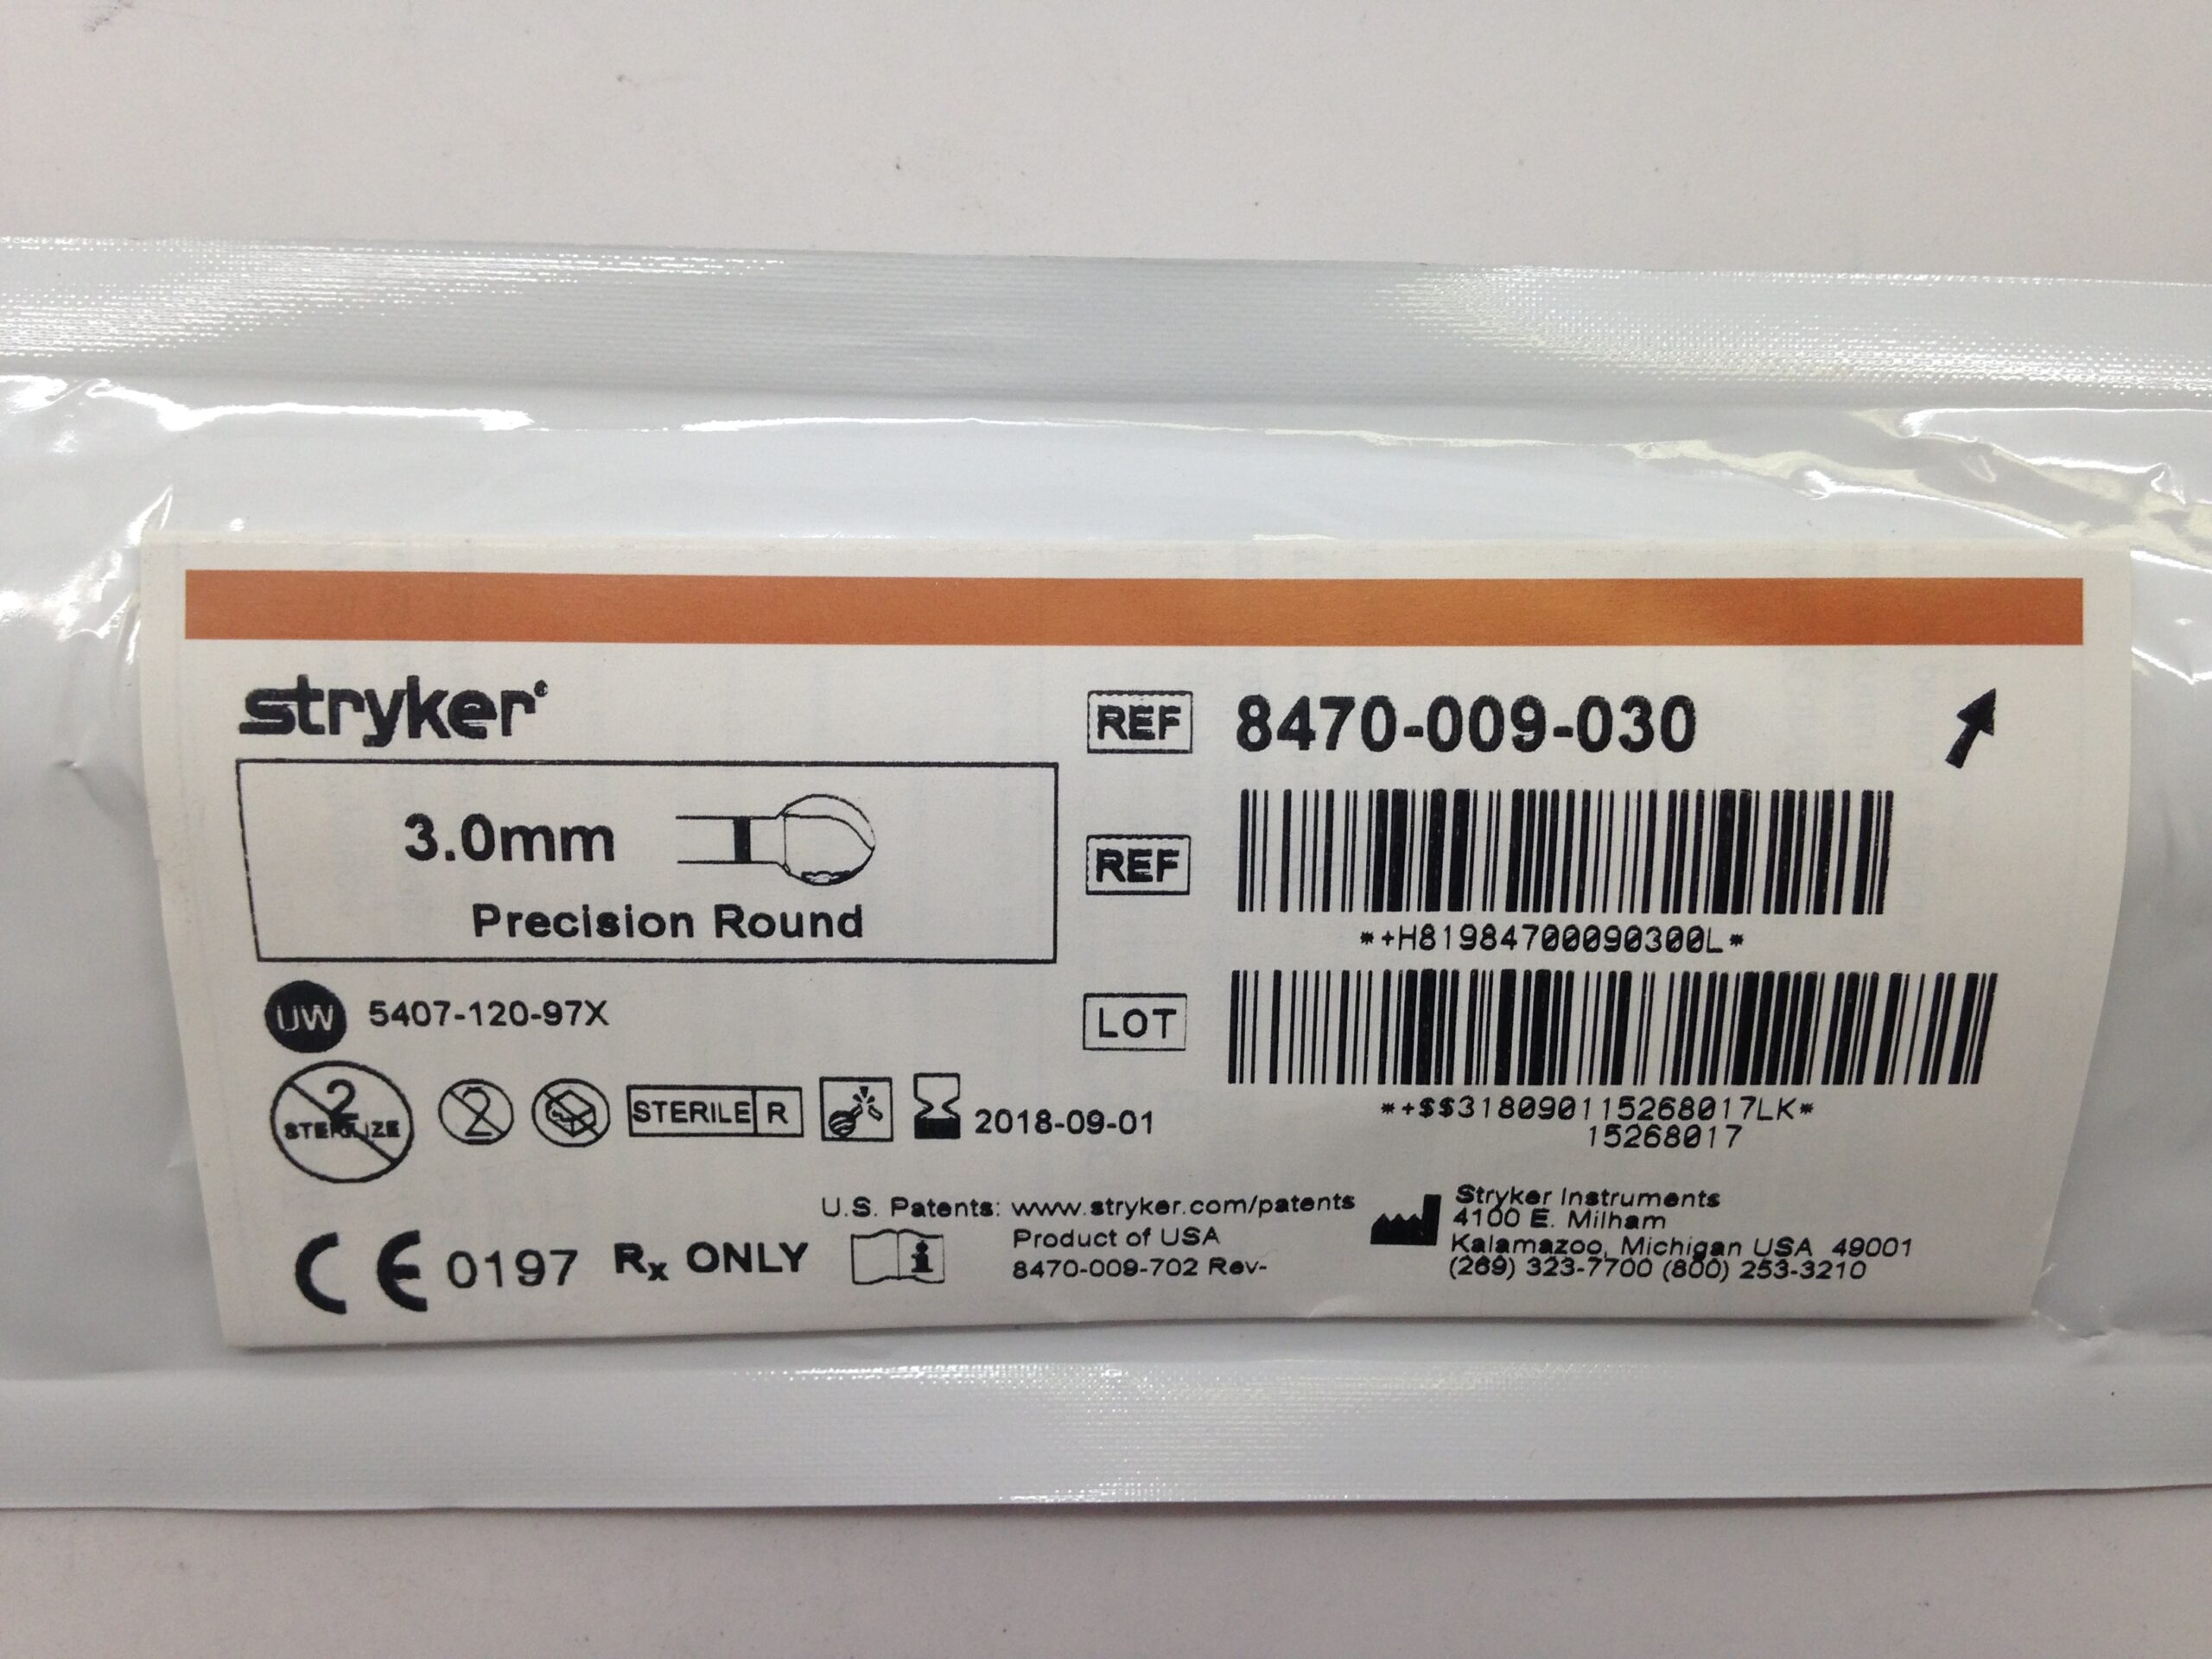 stryker
REF 8470-009-030
3.0mm
Precision Round
REF
*+H81984700090300L*
UW 5407-120-97X
LOT
*+$$318090115268017LK*
15268017
2 STERILIZE
2
STERILE R
2018-09-01
U.S. Patents: www.stryker.com/patents
Product of USA
8470-009-702 Rev-
CE 0197 Rx ONLY
i
Stryker Instruments
4100 E. Milham
Kalamazoo, Michigan USA 49001
(269) 323-7700 (800) 253-3210